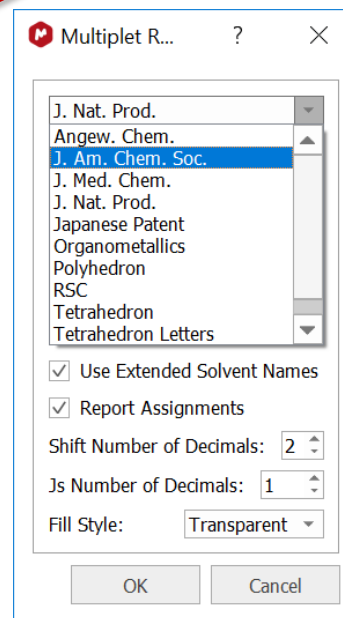 Multiplet R... ?
J. Nat. Prod.
Angew. Chem.
J. Am. Chem. Soc.
J. Med. Chem.
J. Nat. Prod.
Japanese Patent
Organometallics
Polyhedron
RSC
Tetrahedron
Tetrahedron Letters
Use Extended Solvent Names
Report Assignments
Shift Number of Decimals: 2
Js Number of Decimals: 1
Fill Style: Transparent
OK Cancel